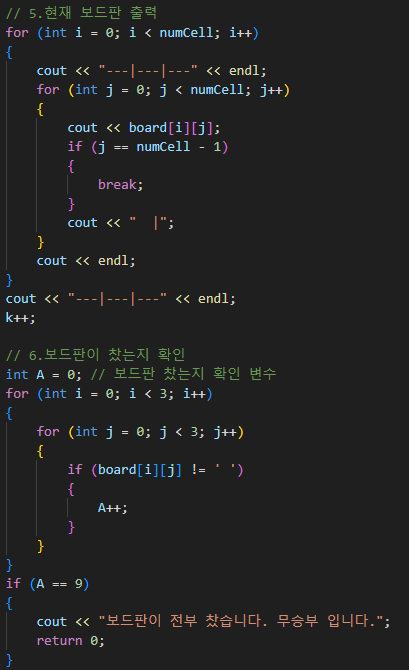 // 5.현재 보드판 출력
for (int i = 0; i < numCell; i++)
{
    cout << "---|---|---" << endl;
    for (int j = 0; j < numCell; j++)
    {
        cout << board[i][j];
        if (j == numCell - 1)
        {
            break;
        }
        cout << "  |";
    }
    cout << endl;
}
cout << "---|---|---" << endl;
k++;

// 6.보드판이 찼는지 확인
int A = 0; // 보드판 찼는지 확인 변수
for (int i = 0; i < 3; i++)
{
    for (int j = 0; j < 3; j++)
    {
        if (board[i][j] != ' ')
        {
            A++;
        }
    }
}
if (A == 9)
{
    cout << "보드판이 전부 찼습니다. 무승부 입니다.";
    return 0;
}